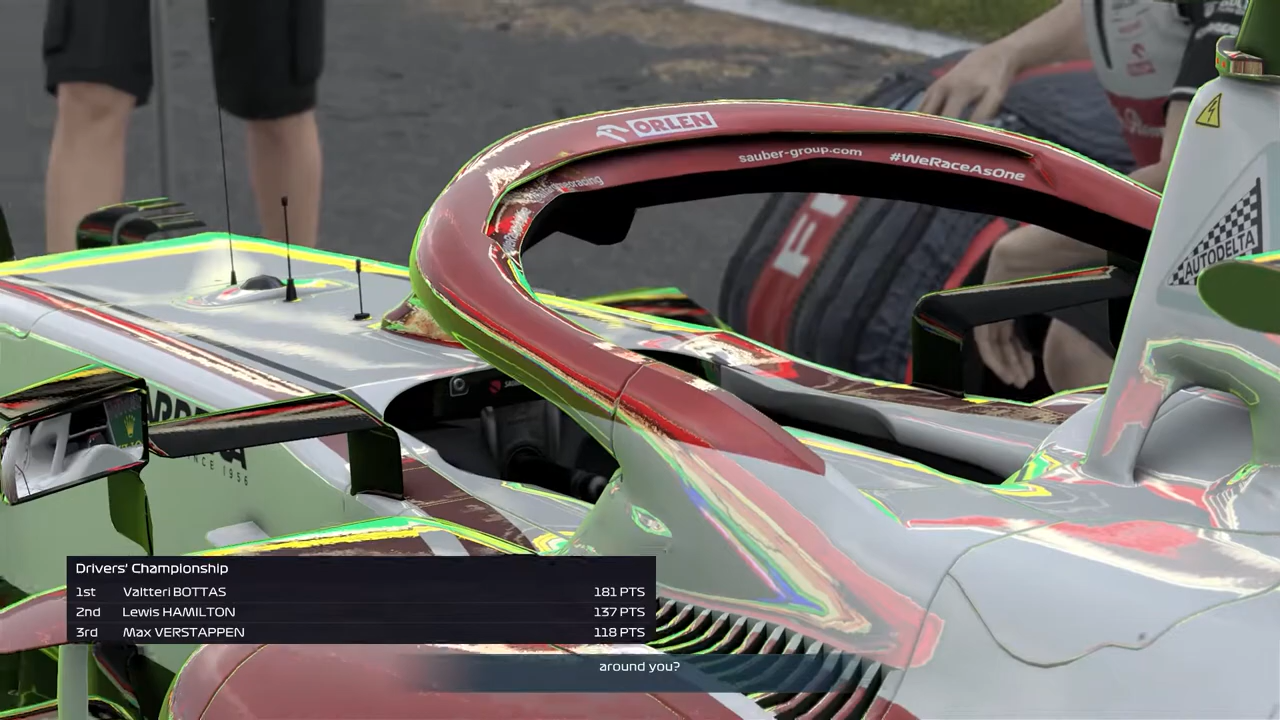 ORLEN
sauber-group.com
#WeRaceAsOne
AUTODELTA
Drivers' Championship
1st Valtteri BOTTAS 181 PTS
2nd Lewis HAMILTON 137 PTS
3rd Max VERSTAPPEN 118 PTS
around you?